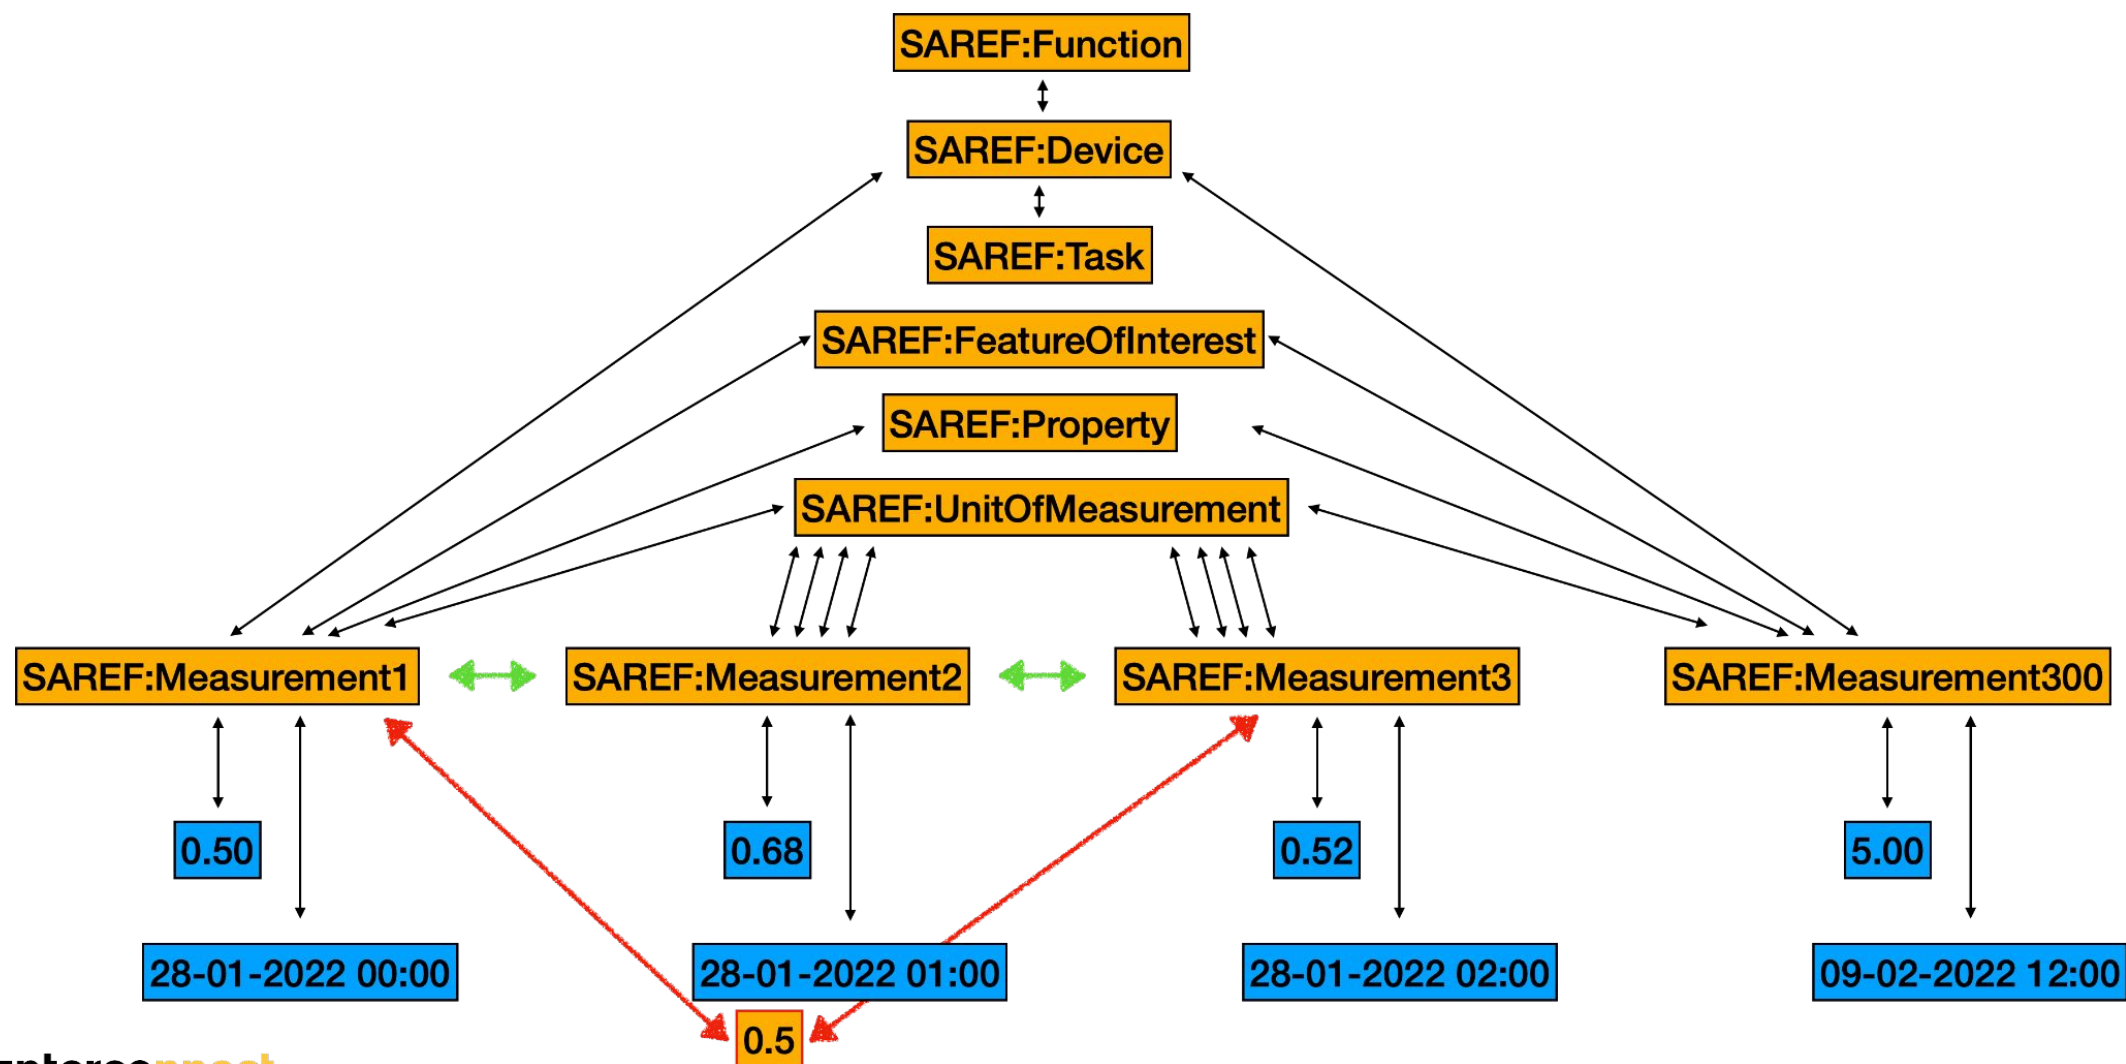 SAREF:Function
SAREF:Device
SAREF:Task
SAREF:FeatureOfInterest
SAREF:Property
SAREF:UnitOfMeasurement
SAREF:Measurement1
SAREF:Measurement2
SAREF:Measurement3
SAREF:Measurement300
0.50
0.68
0.52
5.00
28-01-2022 00:00
28-01-2022 01:00
28-01-2022 02:00
09-02-2022 12:00
0.5